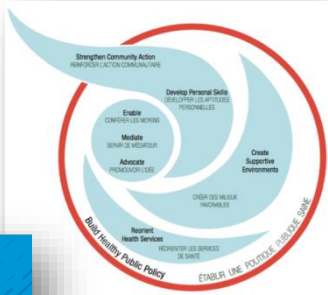 Strengthen Community Action
RENFORCER L'ACTION COMMUNAUTAIRE
Develop Personal Skills
DÉVELOPPER LES APTITUDES
PERSONNELLES
Enable
CONFÉRER LES MOYENS
Mediate
SERVIR DE MÉDIATEUR
Advocate
PROMOUVOIR L'IDÉE
Create
Supportive
Environments
CRÉER DES MILIEUX
FAVORABLES
Reorient
Health Services
RÉORIENTER LES SERVICES
DE SANTÉ
Build Healthy Public Policy
ÉTABLIR UNE POLITIQUE PUBLIQUE SAINE